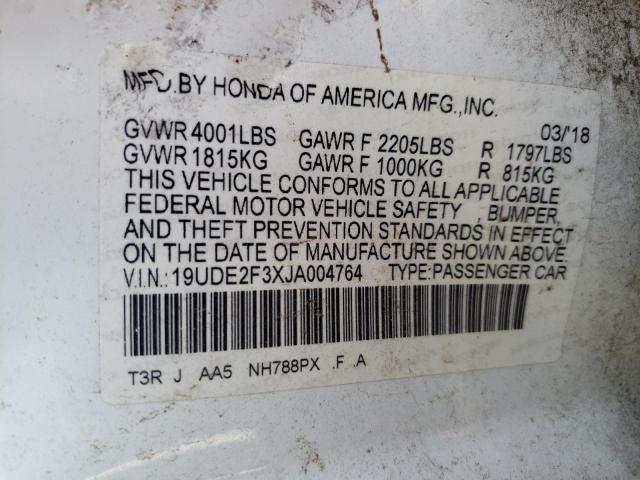 MFD. BY HONDA OF AMERICA MFG., INC.
03/'18
GVWR 4001LBS GAWR F 2205LBS R 1797LBS
GVWR 1815KG GAWR F 1000KG R 815KG
THIS VEHICLE CONFORMS TO ALL APPLICABLE
FEDERAL MOTOR VEHICLE SAFETY , BUMPER,
AND THEFT PREVENTION STANDARDS IN EFFECT
ON THE DATE OF MANUFACTURE SHOWN ABOVE.
V.I.N.: 19UDE2F3XJA004764 TYPE: PASSENGER CAR
T3R J AA5 NH788PX .F .A